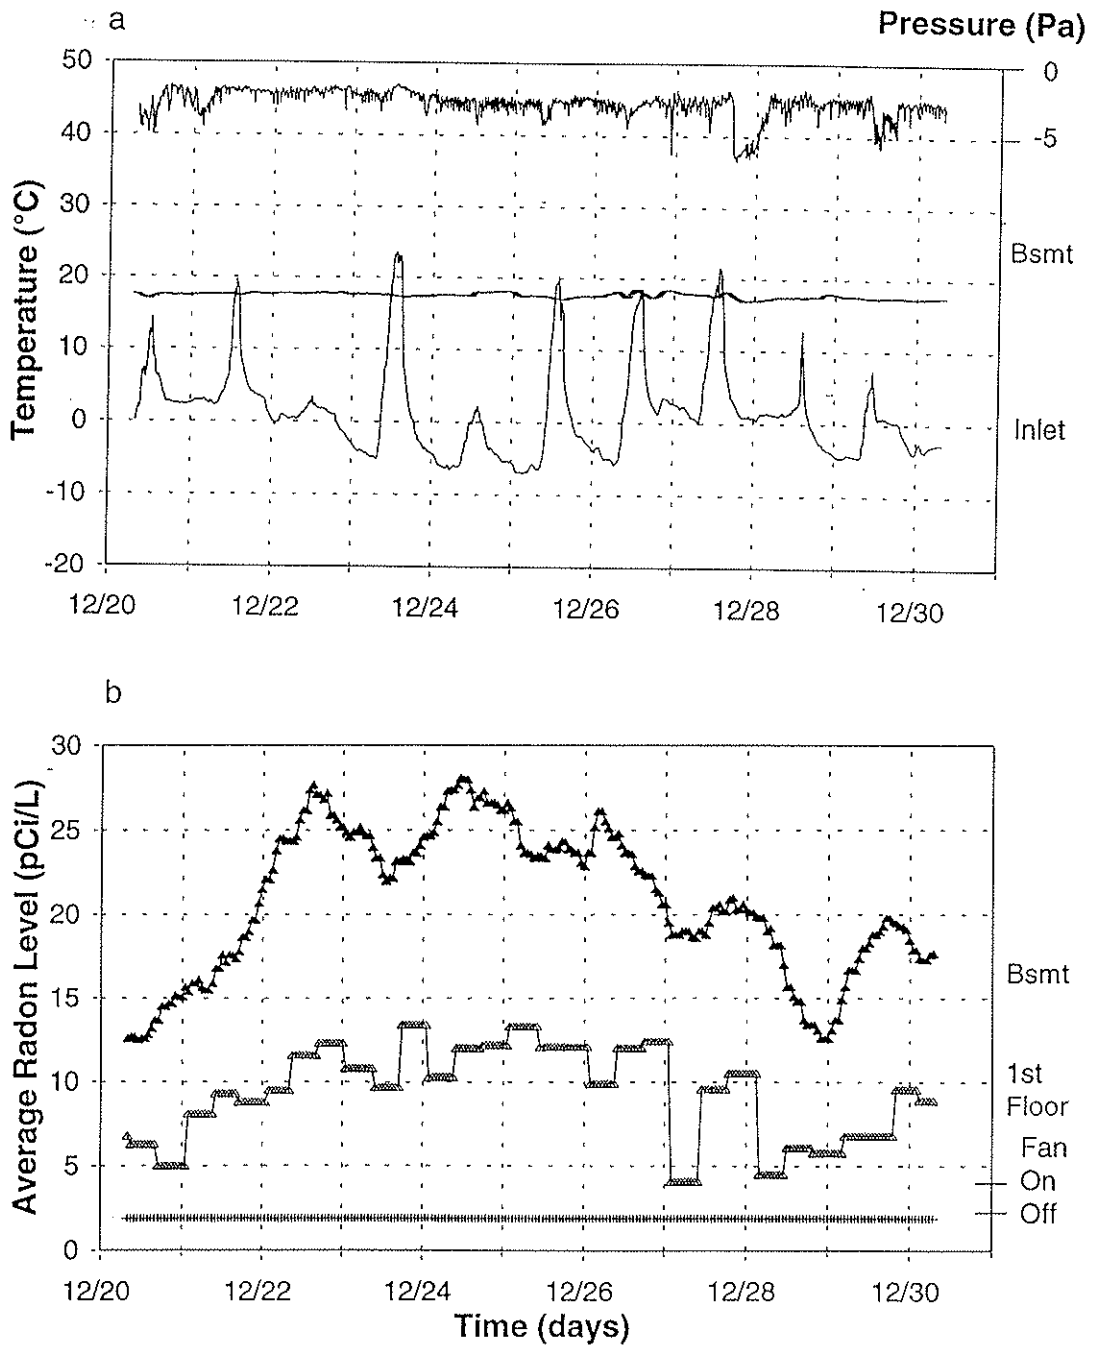 a
Pressure (Pa)
50
40
30
20
10
0
-10
-20
Temperature (°C)
0
-5
Bsmt
Inlet
12/20
12/22
12/24
12/26
12/28
12/30
b
30
25
20
15
10
5
0
Average Radon Level (pCi/L)
Bsmt
1st
Floor
Fan
On
Off
12/20
12/22
12/24
12/26
12/28
12/30
Time (days)